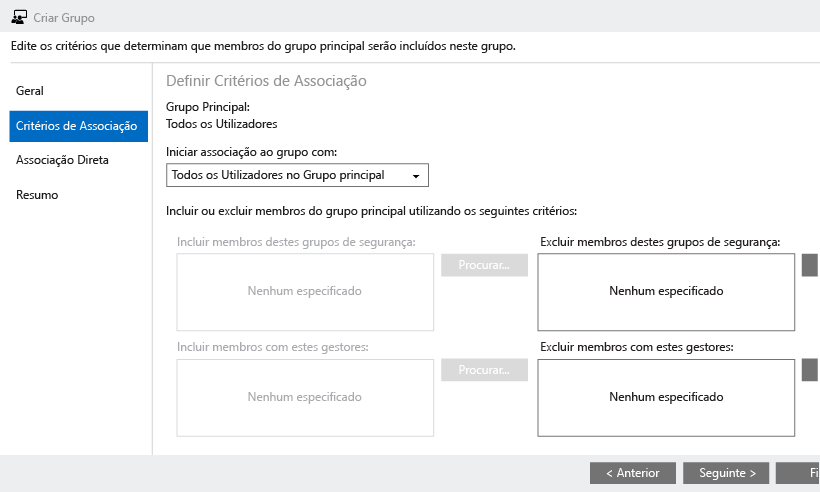 Criar Grupo
Edite os critérios que determinam que membros do grupo principal serão incluídos neste grupo.
Geral
Critérios de Associação
Associação Direta
Resumo
Definir Critérios de Associação
Grupo Principal:
Todos os Utilizadores
Iniciar associação ao grupo com:
Todos os Utilizadores no Grupo principal
Incluir ou excluir membros do grupo principal utilizando os seguintes critérios:
Incluir membros destes grupos de segurança:
Procurar...
Nenhum especificado
Excluir membros destes grupos de segurança:
Nenhum especificado
Incluir membros com estes gestores:
Procurar...
Nenhum especificado
Excluir membros com estes gestores:
Nenhum especificado
< Anterior
Seguinte >